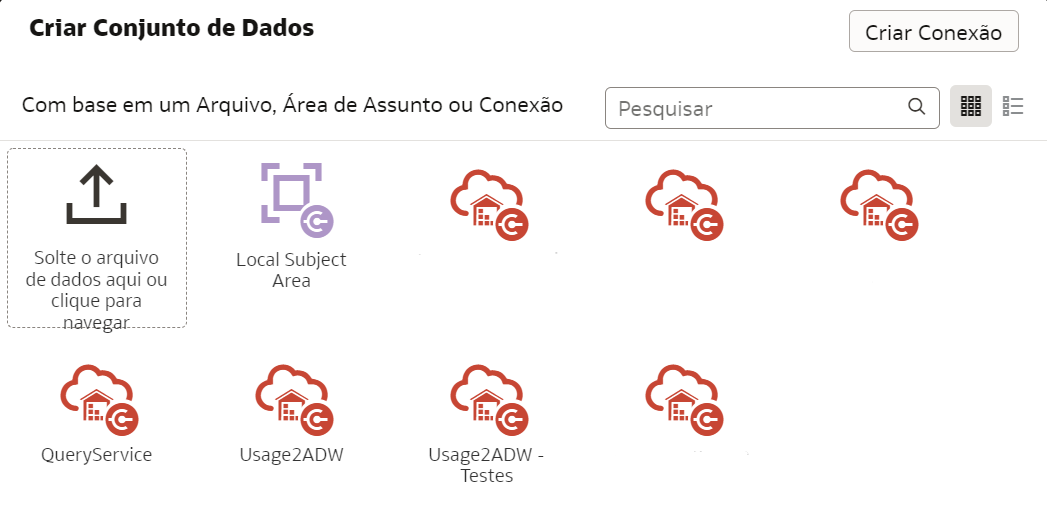 Criar Conjunto de Dados
Criar Conexão
Com base em um Arquivo, Área de Assunto ou Conexão
Pesquisar
Solte o arquivo
de dados aqui ou
clique para
navegar
Local Subject
Area
QueryService
Usage2ADW
Usage2ADW -
Testes